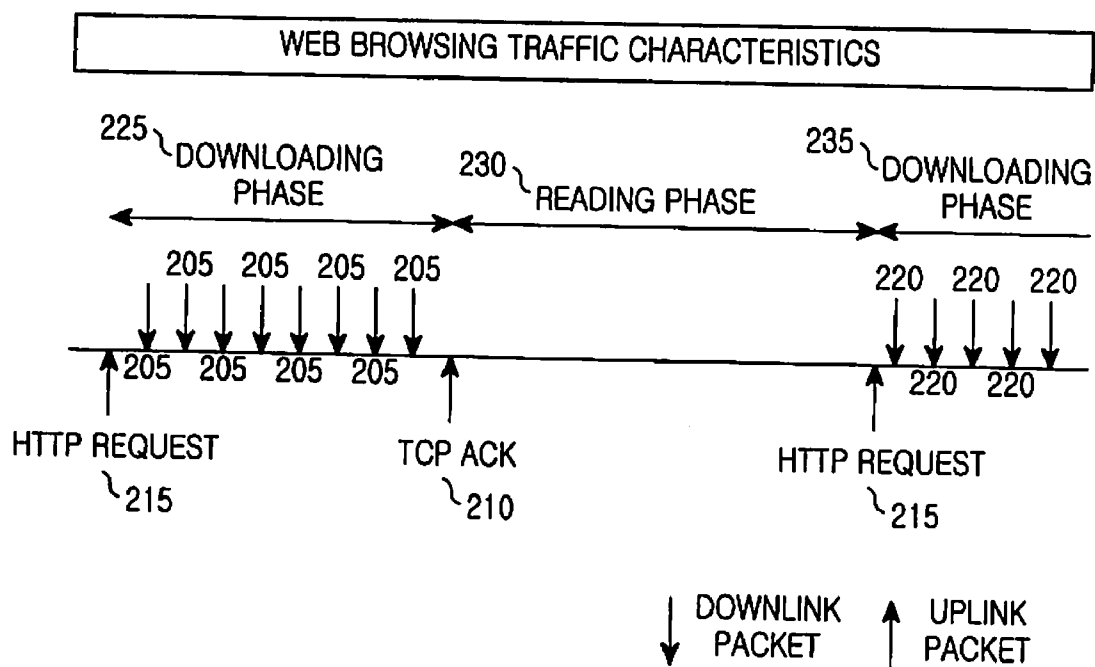 WEB BROWSING TRAFFIC CHARACTERISTICS
225
DOWNLOADING
PHASE
230
READING PHASE
235
DOWNLOADING
PHASE
205 205 205 205
220 220 220
205 205 205 205
220 220
HTTP REQUEST
215
TCP ACK
210
HTTP REQUEST
215
DOWNLINK
PACKET
UPLINK
PACKET